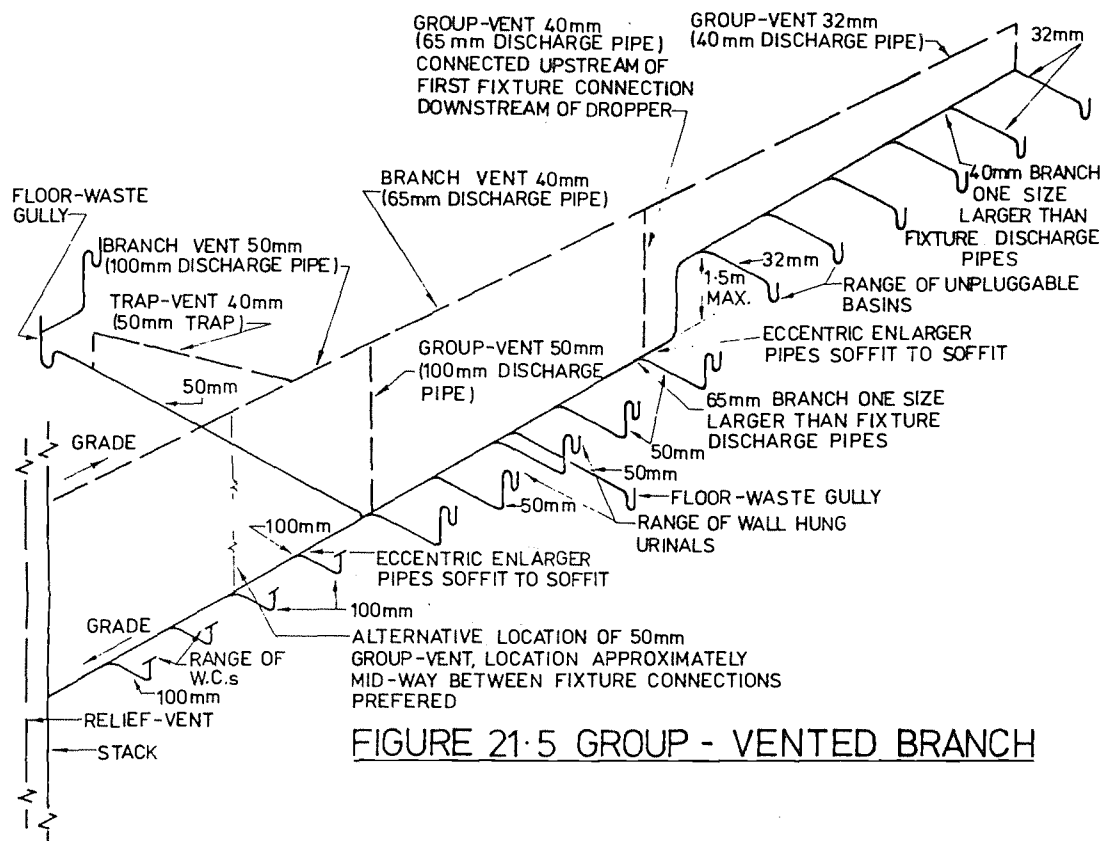 GROUP-VENT 40mm
(65 mm DISCHARGE PIPE)
CONNECTED UPSTREAM OF
FIRST FIXTURE CONNECTION
DOWNSTREAM OF DROPPER
GROUP-VENT 32mm
(40mm DISCHARGE PIPE)
32mm
40mm BRANCH
ONE SIZE
LARGER THAN
FIXTURE DISCHARGE
PIPES
BRANCH VENT 40mm
(65mm DISCHARGE PIPE)
FLOOR-WASTE
GULLY
BRANCH VENT 50mm
(100mm DISCHARGE PIPE)
TRAP-VENT 40mm
(50mm TRAP)
32mm
1·5m
MAX.
RANGE OF UNPLUGGABLE
BASINS
ECCENTRIC ENLARGER
PIPES SOFFIT TO SOFFIT
GROUP-VENT 50mm
(100mm DISCHARGE
PIPE)
65mm BRANCH ONE SIZE
LARGER THAN FIXTURE
DISCHARGE PIPES
50mm
GRADE
50mm
50mm
FLOOR-WASTE GULLY
50mm
RANGE OF WALL HUNG
URINALS
100mm
ECCENTRIC ENLARGER
PIPES SOFFIT TO SOFFIT
100mm
GRADE
ALTERNATIVE LOCATION OF 50mm
GROUP-VENT, LOCATION APPROXIMATELY
MID-WAY BETWEEN FIXTURE CONNECTIONS
PREFERED
RANGE OF
W.C.s
100mm
RELIEF-VENT
STACK
FIGURE 21·5 GROUP - VENTED BRANCH